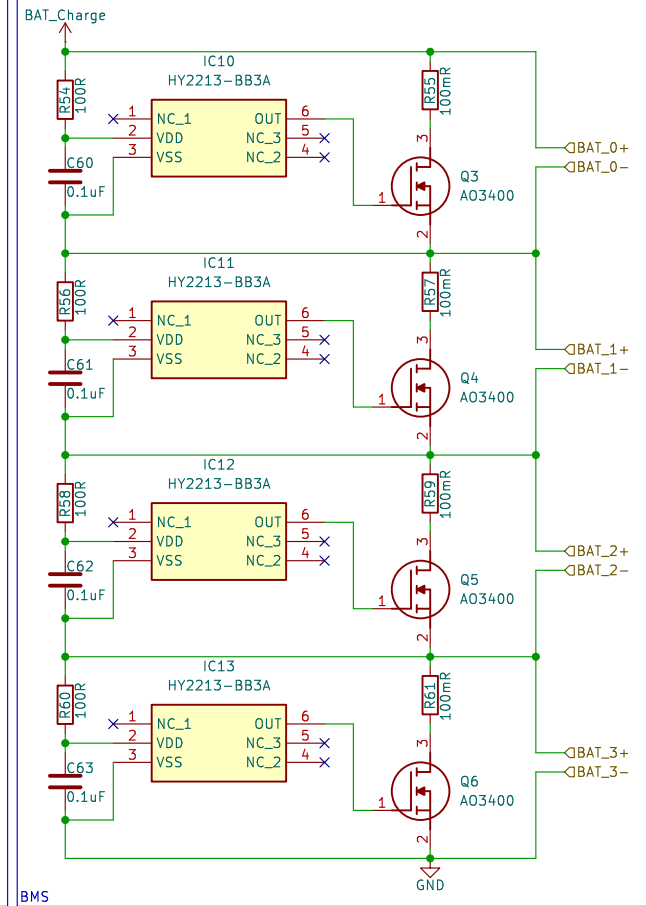 BAT_Charge
IC10
HY2213-BB3A
R54
100R
1
NC_1
2
VDD
3
VSS
OUT
6
NC_3
5
NC_2
4
C60
0.1uF
R55
100mR
3
1
2
Q3
AO3400
BAT_0+
BAT_0-
IC11
HY2213-BB3A
R56
100R
1
NC_1
2
VDD
3
VSS
OUT
6
NC_3
5
NC_2
4
C61
0.1uF
R57
100mR
3
1
2
Q4
AO3400
BAT_1+
BAT_1-
IC12
HY2213-BB3A
R58
100R
1
NC_1
2
VDD
3
VSS
OUT
6
NC_3
5
NC_2
4
C62
0.1uF
R59
100mR
3
1
2
Q5
AO3400
BAT_2+
BAT_2-
IC13
HY2213-BB3A
R60
100R
1
NC_1
2
VDD
3
VSS
OUT
6
NC_3
5
NC_2
4
C63
0.1uF
R61
100mR
3
1
2
Q6
AO3400
BAT_3+
BAT_3-
GND
BMS